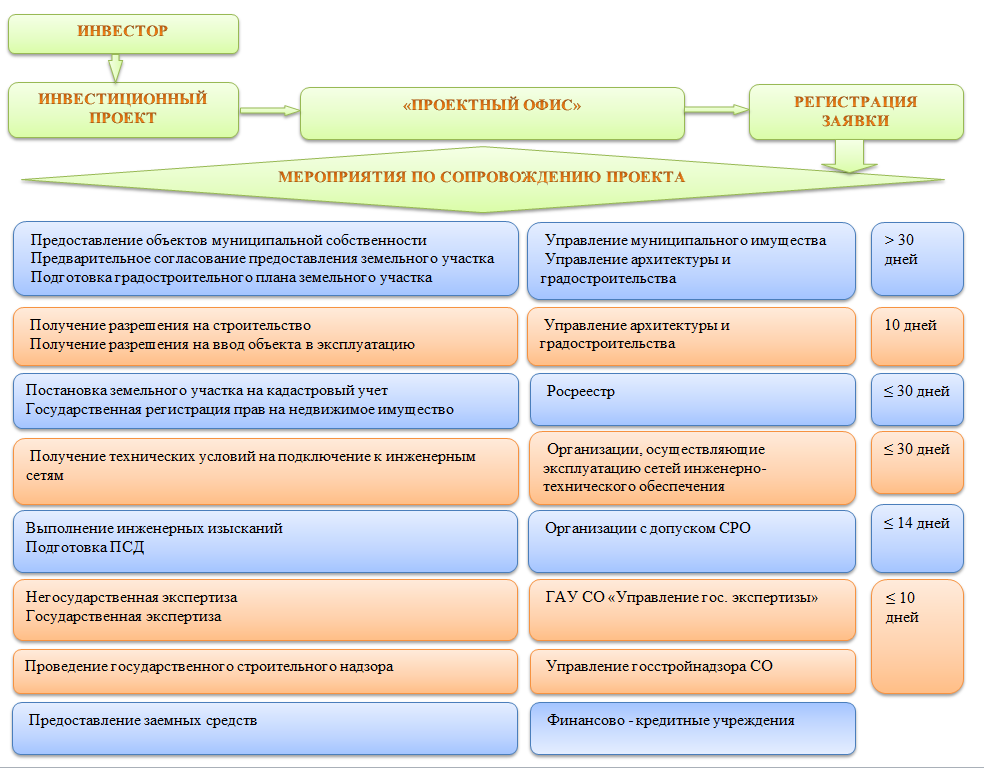 ИНВЕСТОР
ИНВЕСТИЦИОННЫЙ
ПРОЕКТ
«ПРОЕКТНЫЙ ОФИС»
РЕГИСТРАЦИЯ
ЗАЯВКИ
МЕРОПРИЯТИЯ ПО СОПРОВОЖДЕНИЮ ПРОЕКТА
Предоставление объектов муниципальной собственности
Предварительное согласование предоставления земельного участка
Подготовка градостроительного плана земельного участка
Управление муниципального имущества
Управление архитектуры и
градостроительства
> 30
дней
Получение разрешения на строительство
Получение разрешения на ввод объекта в эксплуатацию
Управление архитектуры и
градостроительства
10 дней
Постановка земельного участка на кадастровый учет
Государственная регистрация прав на недвижимое имущество
Росреестр
≤ 30 дней
Получение технических условий на подключение к инженерным
сетям
Организации, осуществляющие
эксплуатацию сетей инженерно-
технического обеспечения
≤ 30 дней
Выполнение инженерных изысканий
Подготовка ПСД
Организации с допуском СРО
≤ 14 дней
Негосударственная экспертиза
Государственная экспертиза
ГАУ СО «Управление гос. экспертизы»
≤ 10
дней
Проведение государственного строительного надзора
Управление госстройнадзора СО
Предоставление заемных средств
Финансово - кредитные учреждения